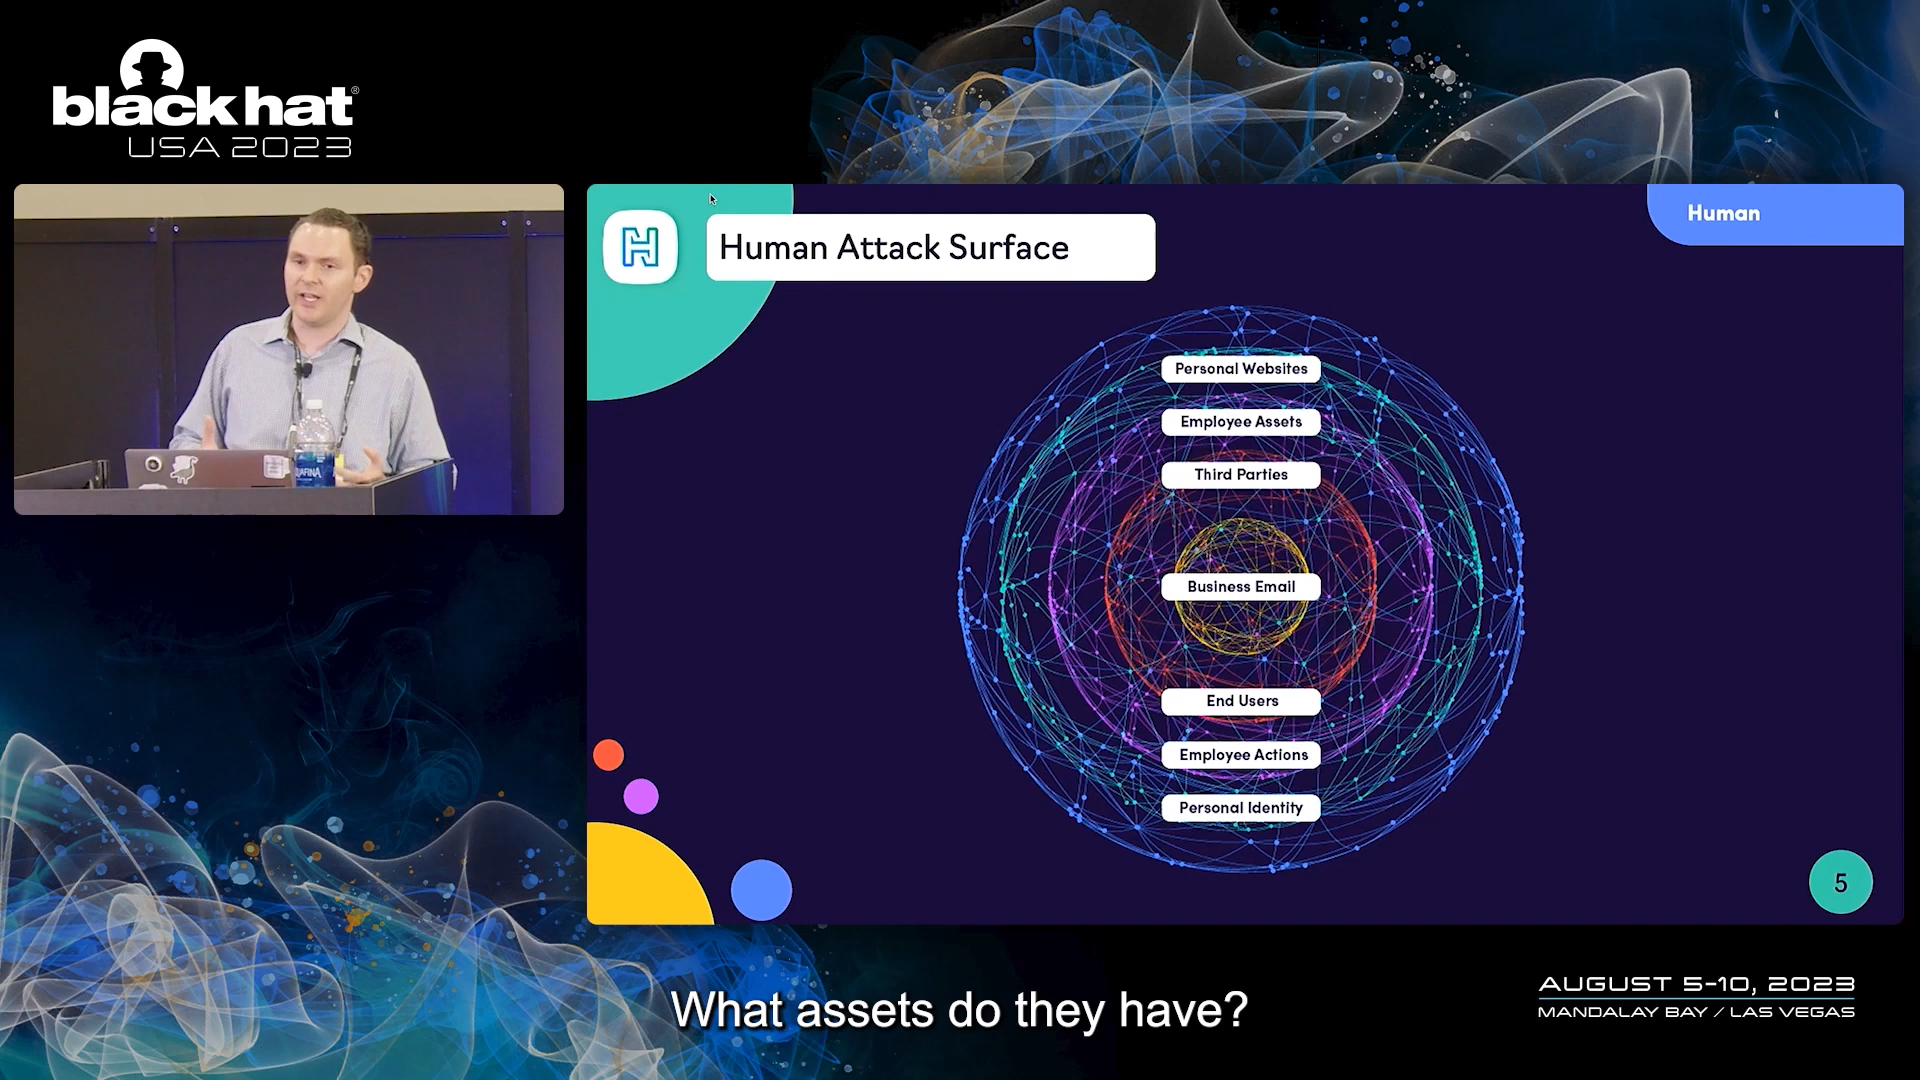 black hat®
USA 2023
Human Attack Surface
Human
Personal Websites
Employee Assets
Third Parties
Business Email
End Users
Employee Actions
Personal Identity
5
AUGUST 5-10, 2023
MANDALAY BAY / LAS VEGAS
What assets do they have?